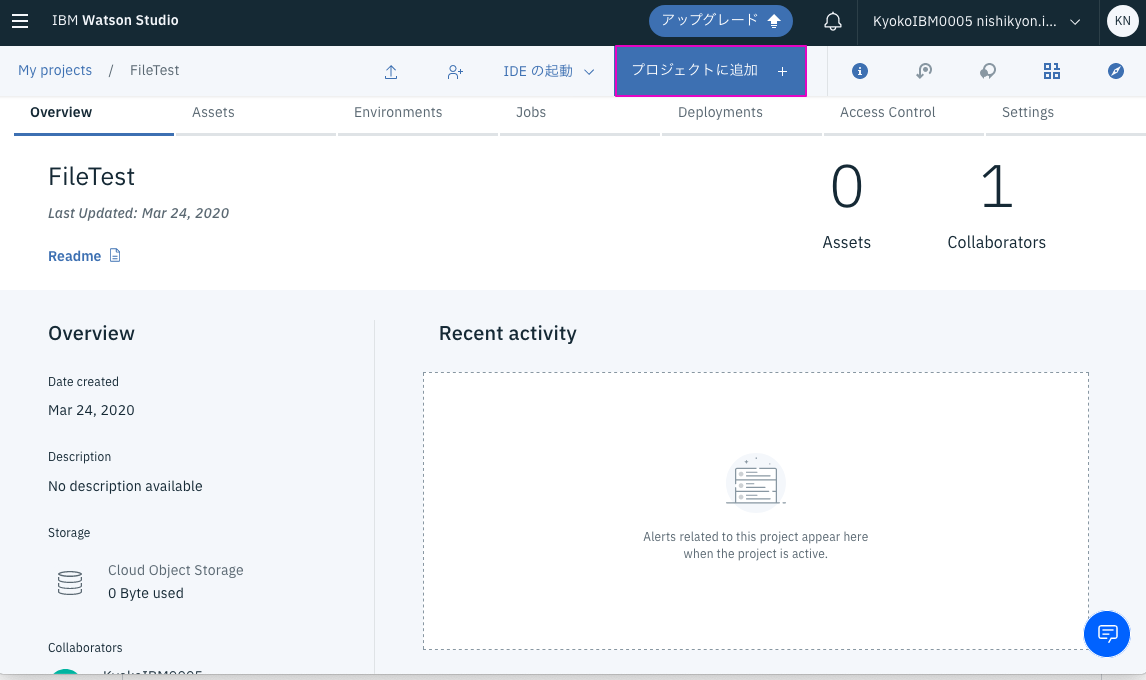 IBM Watson Studio
アップグレード
KyokoIBM0005 nishikyon.i...
KN
My projects / FileTest
IDE の起動
プロジェクトに追加 +
Overview
Assets
Environments
Jobs
Deployments
Access Control
Settings
FileTest
Last Updated: Mar 24, 2020
Readme
0
Assets
1
Collaborators
Overview
Date created
Mar 24, 2020
Description
No description available
Storage
Cloud Object Storage
0 Byte used
Collaborators
KyokoIBM0005
Recent activity
Alerts related to this project appear here
when the project is active.